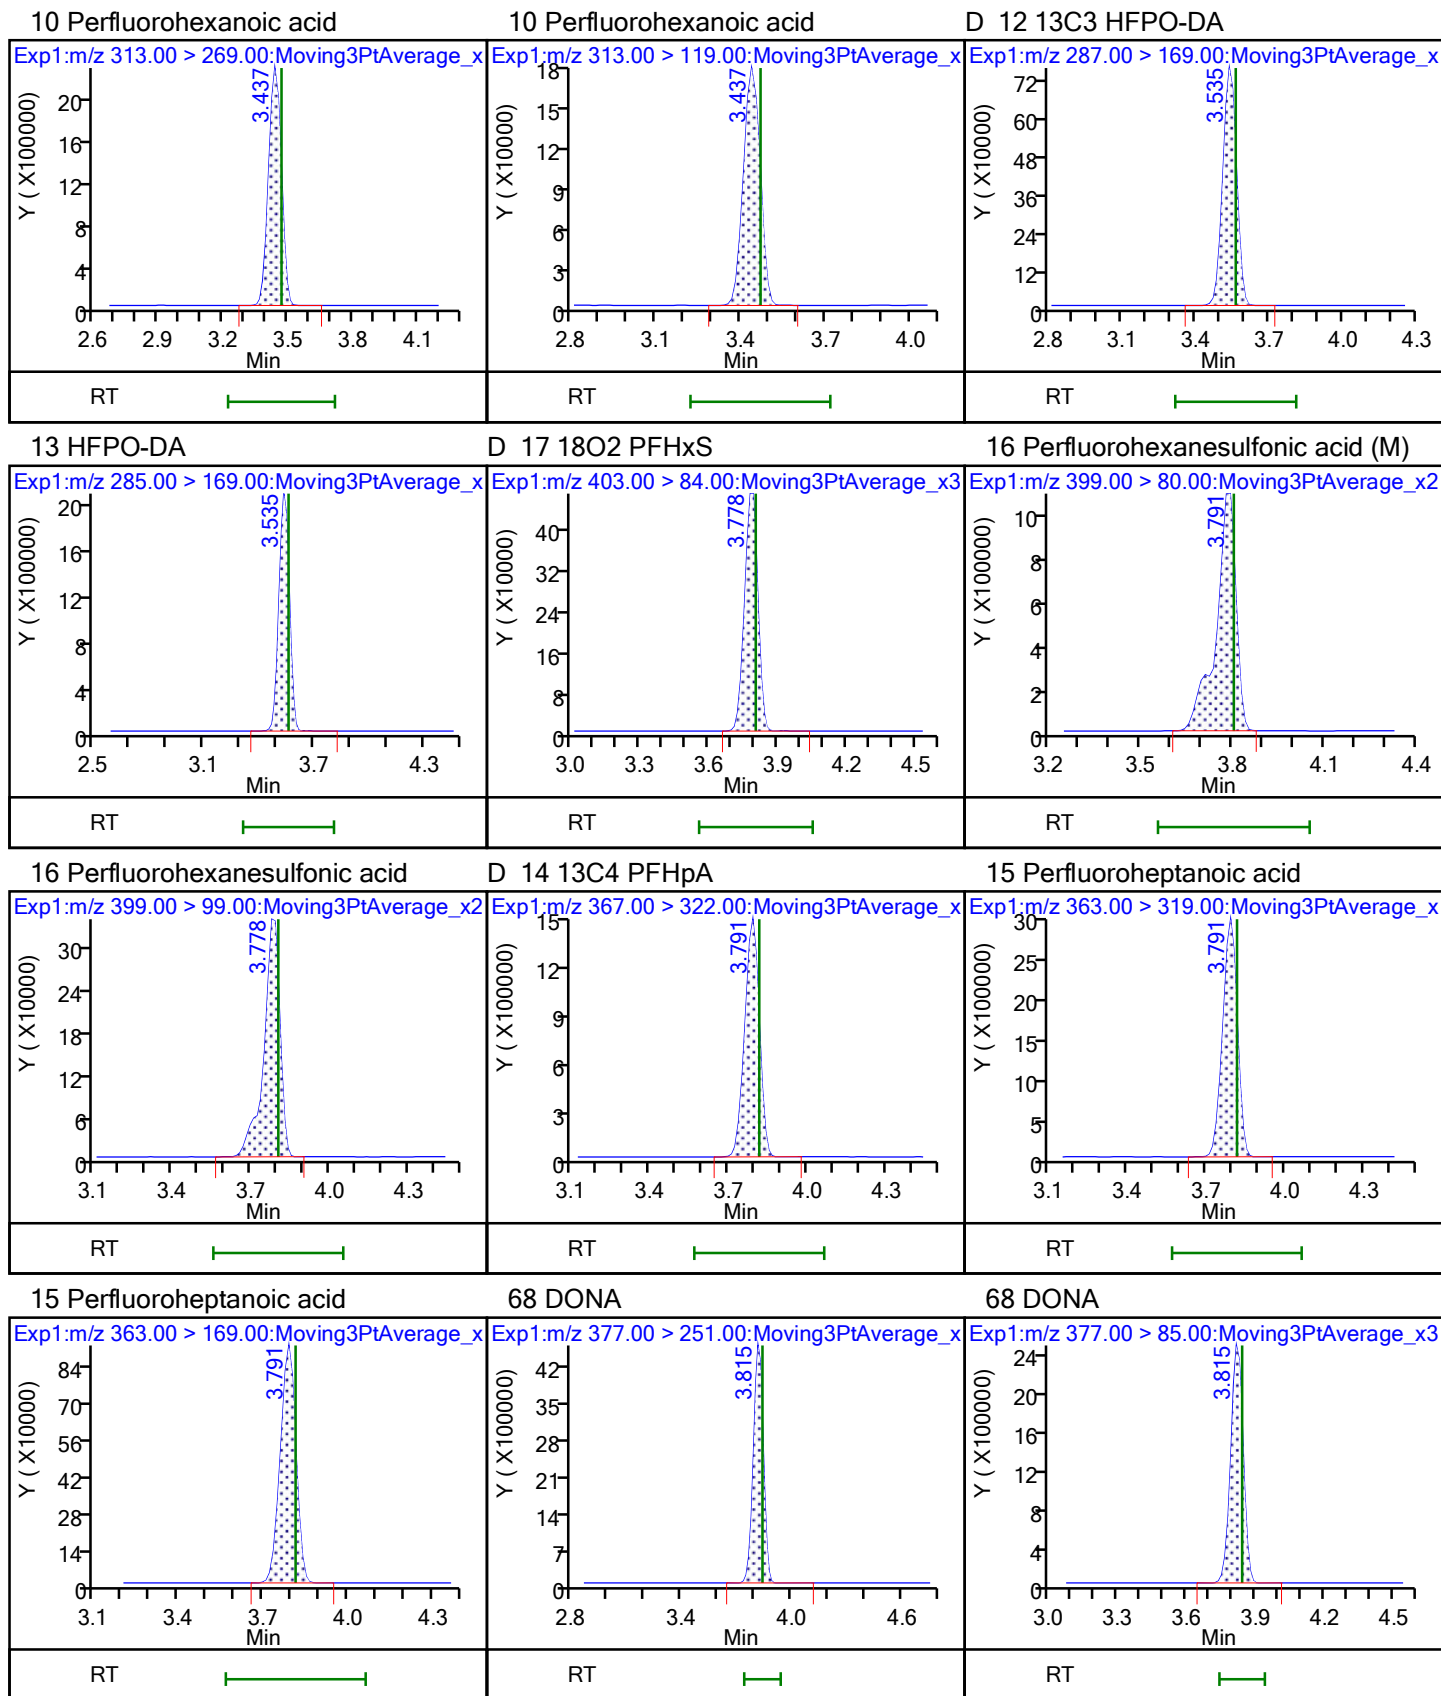 10 Perfluorohexanoic acid
Exp1:m/z 313.00 > 269.00:Moving3PtAverage_x
Y ( X100000)
20
16
12
8
4
0
3.437
2.6 2.9 3.2 3.5 3.8 4.1
Min
RT
10 Perfluorohexanoic acid
Exp1:m/z 313.00 > 119.00:Moving3PtAverage_x
Y ( X100000)
18
15
12
9
6
3
0
3.437
2.8 3.1 3.4 3.7 4.0
Min
RT
D 12 13C3 HFPO-DA
Exp1:m/z 287.00 > 169.00:Moving3PtAverage_x
Y ( X100000)
72
60
48
36
24
12
0
3.535
2.8 3.1 3.4 3.7 4.0 4.3
Min
RT
13 HFPO-DA
Exp1:m/z 285.00 > 169.00:Moving3PtAverage_x
Y ( X100000)
20
16
12
8
4
0
3.535
2.5 3.1 3.7 4.3
Min
RT
D 17 18O2 PFHxS
Exp1:m/z 403.00 > 84.00:Moving3PtAverage_x3
Y ( X100000)
40
32
24
16
8
0
3.778
3.0 3.3 3.6 3.9 4.2 4.5
Min
RT
16 Perfluorohexanesulfonic acid (M)
Exp1:m/z 399.00 > 80.00:Moving3PtAverage_x2
Y ( X100000)
10
8
6
4
2
0
3.791
3.2 3.5 3.8 4.1 4.4
Min
RT
16 Perfluorohexanesulfonic acid
Exp1:m/z 399.00 > 99.00:Moving3PtAverage_x2
Y ( X10000)
30
24
18
12
6
0
3.778
3.1 3.4 3.7 4.0 4.3
Min
RT
D 14 13C4 PFHpA
Exp1:m/z 367.00 > 322.00:Moving3PtAverage_x
Y ( X100000)
15
12
9
6
3
0
3.791
3.1 3.4 3.7 4.0 4.3
Min
RT
15 Perfluoroheptanoic acid
Exp1:m/z 363.00 > 319.00:Moving3PtAverage_x
Y ( X100000)
30
25
20
15
10
5
0
3.791
3.1 3.4 3.7 4.0 4.3
Min
RT
15 Perfluoroheptanoic acid
Exp1:m/z 363.00 > 169.00:Moving3PtAverage_x
Y ( X10000)
84
70
56
42
28
14
0
3.791
3.1 3.4 3.7 4.0 4.3
Min
RT
68 DONA
Exp1:m/z 377.00 > 251.00:Moving3PtAverage_x
Y ( X100000)
42
35
28
21
14
7
0
3.815
2.8 3.4 4.0 4.6
Min
RT
68 DONA
Exp1:m/z 377.00 > 85.00:Moving3PtAverage_x3
Y ( X100000)
24
20
16
12
8
4
0
3.815
3.0 3.3 3.6 3.9 4.2 4.5
Min
RT